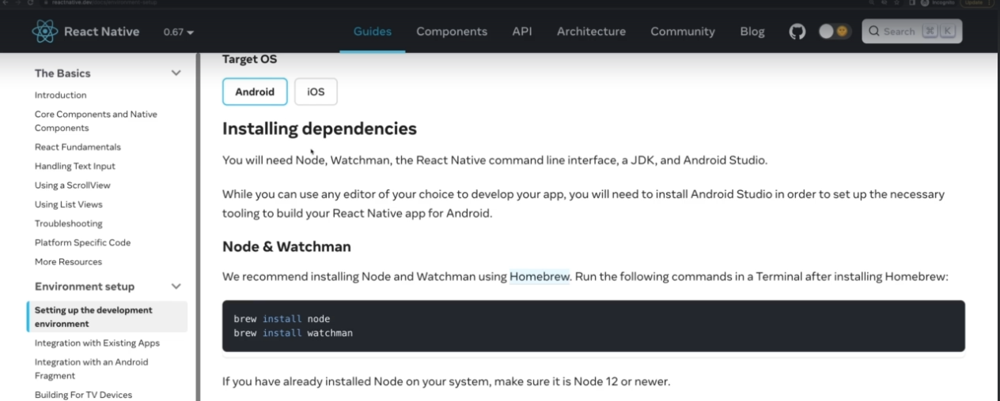 reactnative.dev/docs/environment-setup
Incognito
Update
React Native
0.67
Guides
Components
API
Architecture
Community
Blog
Search ⌘ K
The Basics
Introduction
Core Components and Native
Components
React Fundamentals
Handling Text Input
Using a ScrollView
Using List Views
Troubleshooting
Platform Specific Code
More Resources
Environment setup
Setting up the development
environment
Integration with Existing Apps
Integration with an Android
Fragment
Building For TV Devices
Target OS
Android
iOS
Installing dependencies
You will need Node, Watchman, the React Native command line interface, a JDK, and Android Studio.
While you can use any editor of your choice to develop your app, you will need to install Android Studio in order to set up the necessary
tooling to build your React Native app for Android.
Node & Watchman
We recommend installing Node and Watchman using Homebrew. Run the following commands in a Terminal after installing Homebrew:
brew install node
brew install watchman
If you have already installed Node on your system, make sure it is Node 12 or newer.